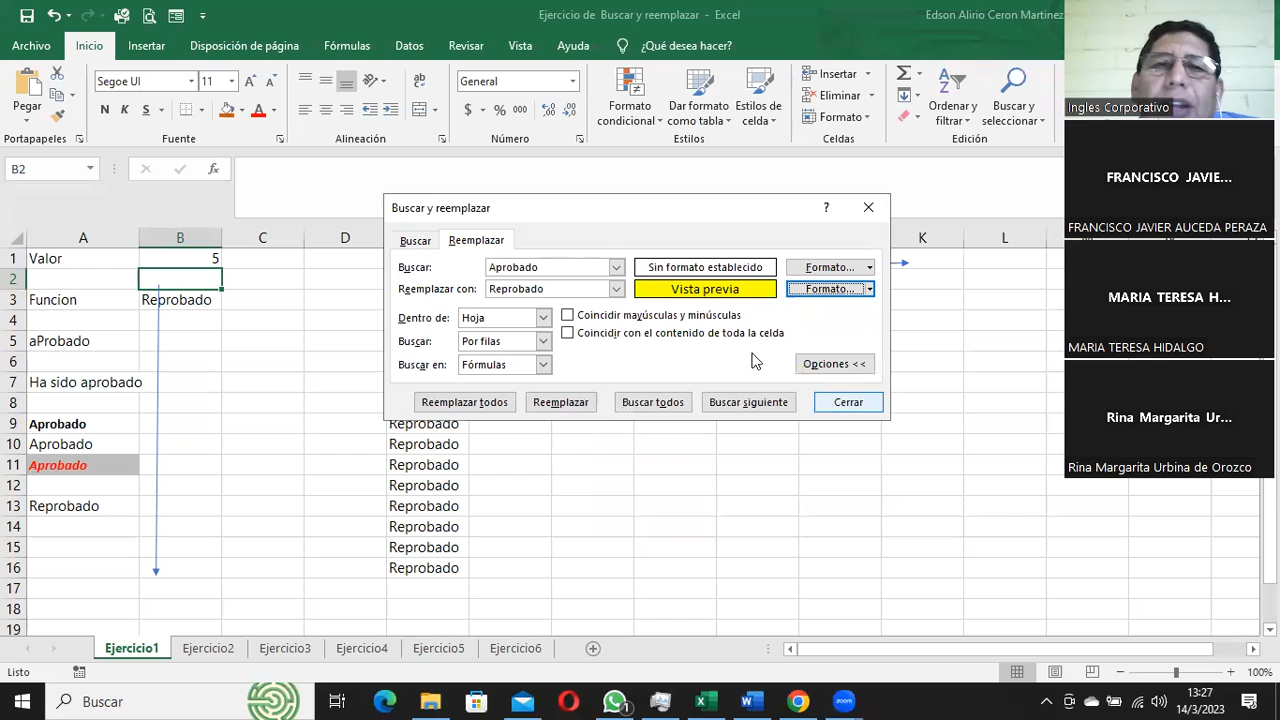 Ejercicio de Buscar y reemplazar - Excel
Edson Alirio Ceron Martinez
Archivo Inicio Insertar Disposición de página Fórmulas Datos Revisar Vista Ayuda ¿Qué desea hacer?
Pegar
Segoe UI 11
N K S
General
$ % 000
Formato condicional
Dar formato como tabla
Estilos de celda
Insertar
Eliminar
Formato
Ordenar y filtrar
Buscar y seleccionar
Portapapeles Fuente Alineación Número Estilos Celdas Edición
B2 fx
A B C D K L
1 Valor 5
2
3 Funcion Reprobado
4
5 aProbado
6
7 Ha sido aprobado
8
9 Aprobado Reprobado
10 Aprobado Reprobado
11 Aprobado Reprobado
12 Reprobado
13 Reprobado Reprobado
14 Reprobado
15 Reprobado
16 Reprobado
17
18
19
Buscar y reemplazar ?
Buscar Reemplazar
Buscar: Aprobado Sin formato establecido Formato...
Reemplazar con: Reprobado Vista previa Formato...
Dentro de: Hoja Coincidir mayúsculas y minúsculas
Coincidir con el contenido de toda la celda
Buscar: Por filas
Buscar en: Fórmulas
Opciones <<
Reemplazar todos Reemplazar Buscar todos Buscar siguiente Cerrar
Ingles Corporativo
FRANCISCO JAVIE...
FRANCISCO JAVIER AUCEDA PERAZA
MARIA TERESA H...
MARIA TERESA HIDALGO
Rina Margarita Ur...
Rina Margarita Urbina de Orozco
Ejercicio1 Ejercicio2 Ejercicio3 Ejercicio4 Ejercicio5 Ejercicio6
Listo
100%
Buscar
zoom
1
13:27
14/3/2023